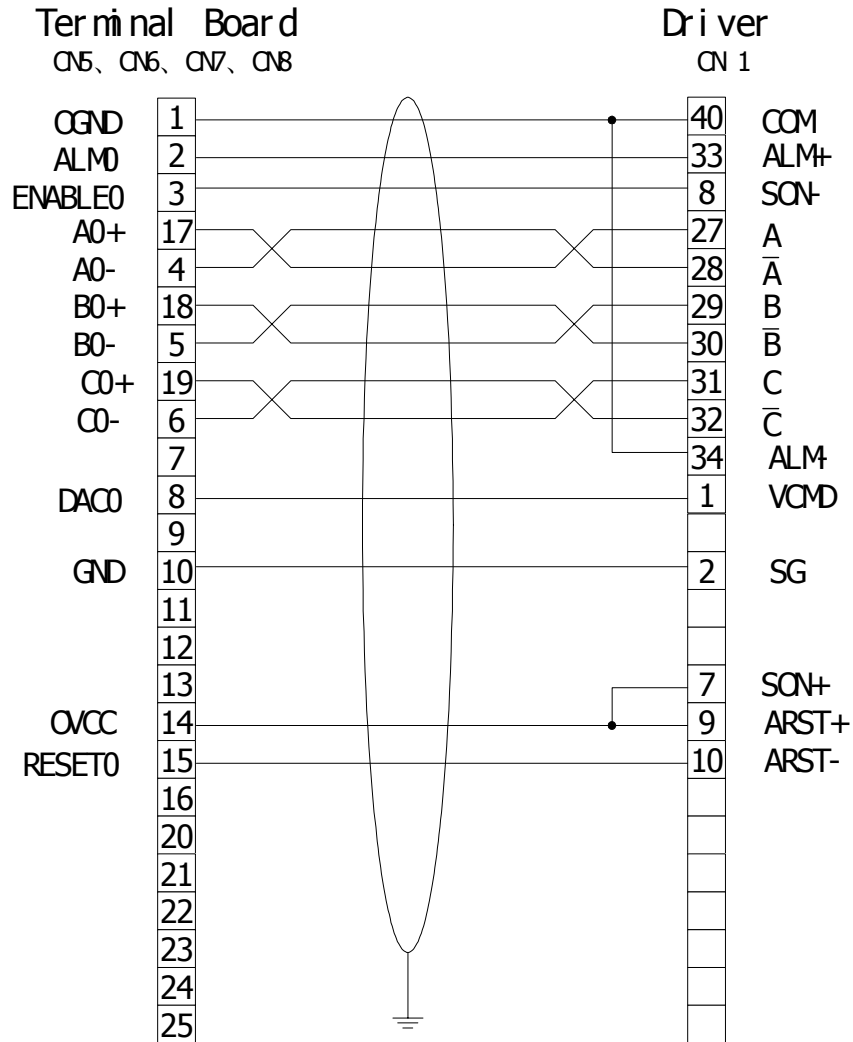 Terminal Board Driver
CN5、CN6、CN7、CN8 CN 1
OGND 1 40 COM
ALM0 2 33 ALM+
ENABLE0 3 8 SON-
A0+ 17 27 A
A0- 4 28 A̅
B0+ 18 29 B
B0- 5 30 B̅
C0+ 19 31 C
C0- 6 32 C̅
7 34 ALM-
DAC0 8 1 VCMD
9
GND 10 2 SG
11
12
13 7 SON+
OVCC 14 9 ARST+
RESET0 15 10 ARST-
16
20
21
22
23
24
25